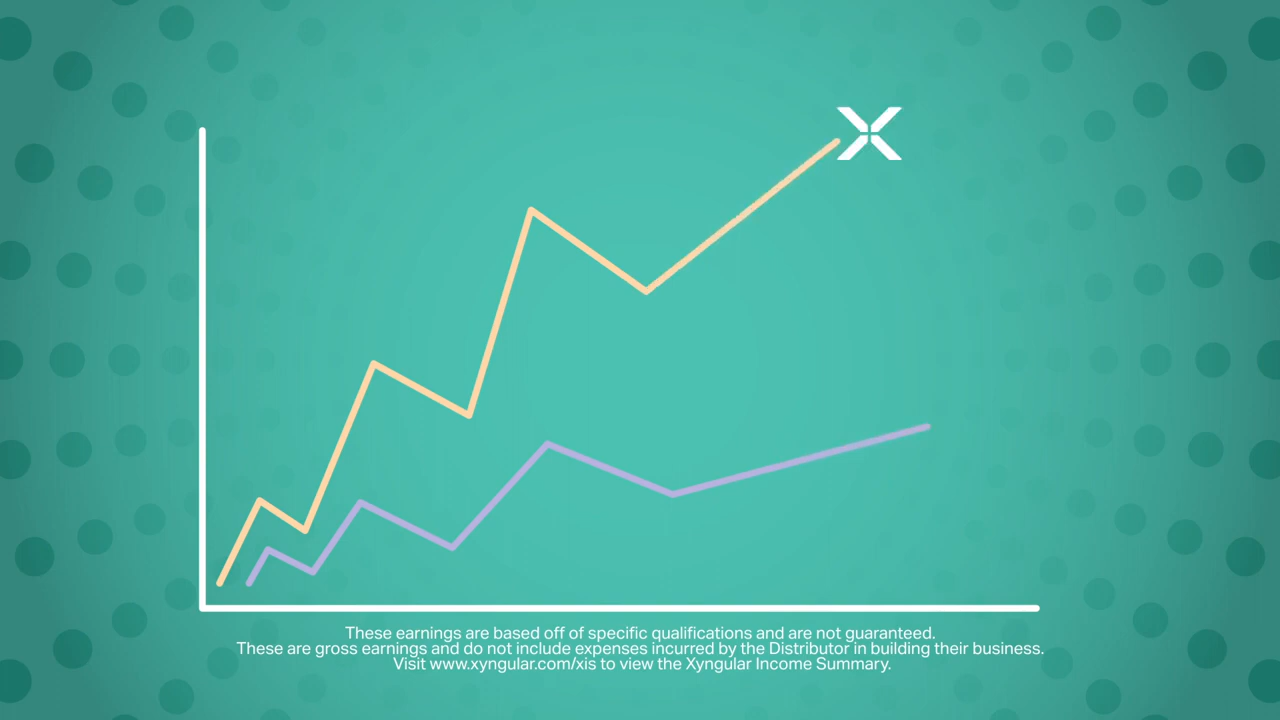 These earnings are based off of specific qualifications and are not guaranteed.
These are gross earnings and do not include expenses incurred by the Distributor in building their business.
Visit www.xyngular.com/xis to view the Xyngular Income Summary.